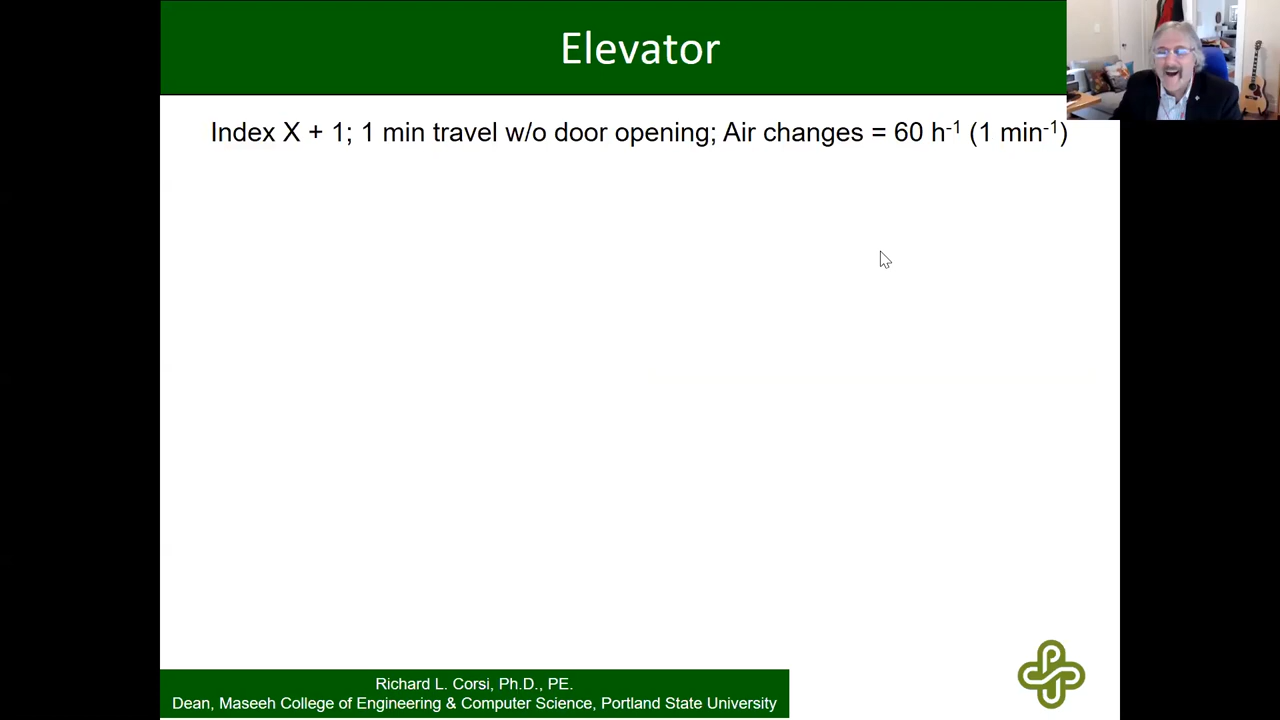 Elevator
Index X + 1; 1 min travel w/o door opening; Air changes = 60 h⁻¹ (1 min⁻¹)
Richard L. Corsi, Ph.D., PE.
Dean, Maseeh College of Engineering & Computer Science, Portland State University